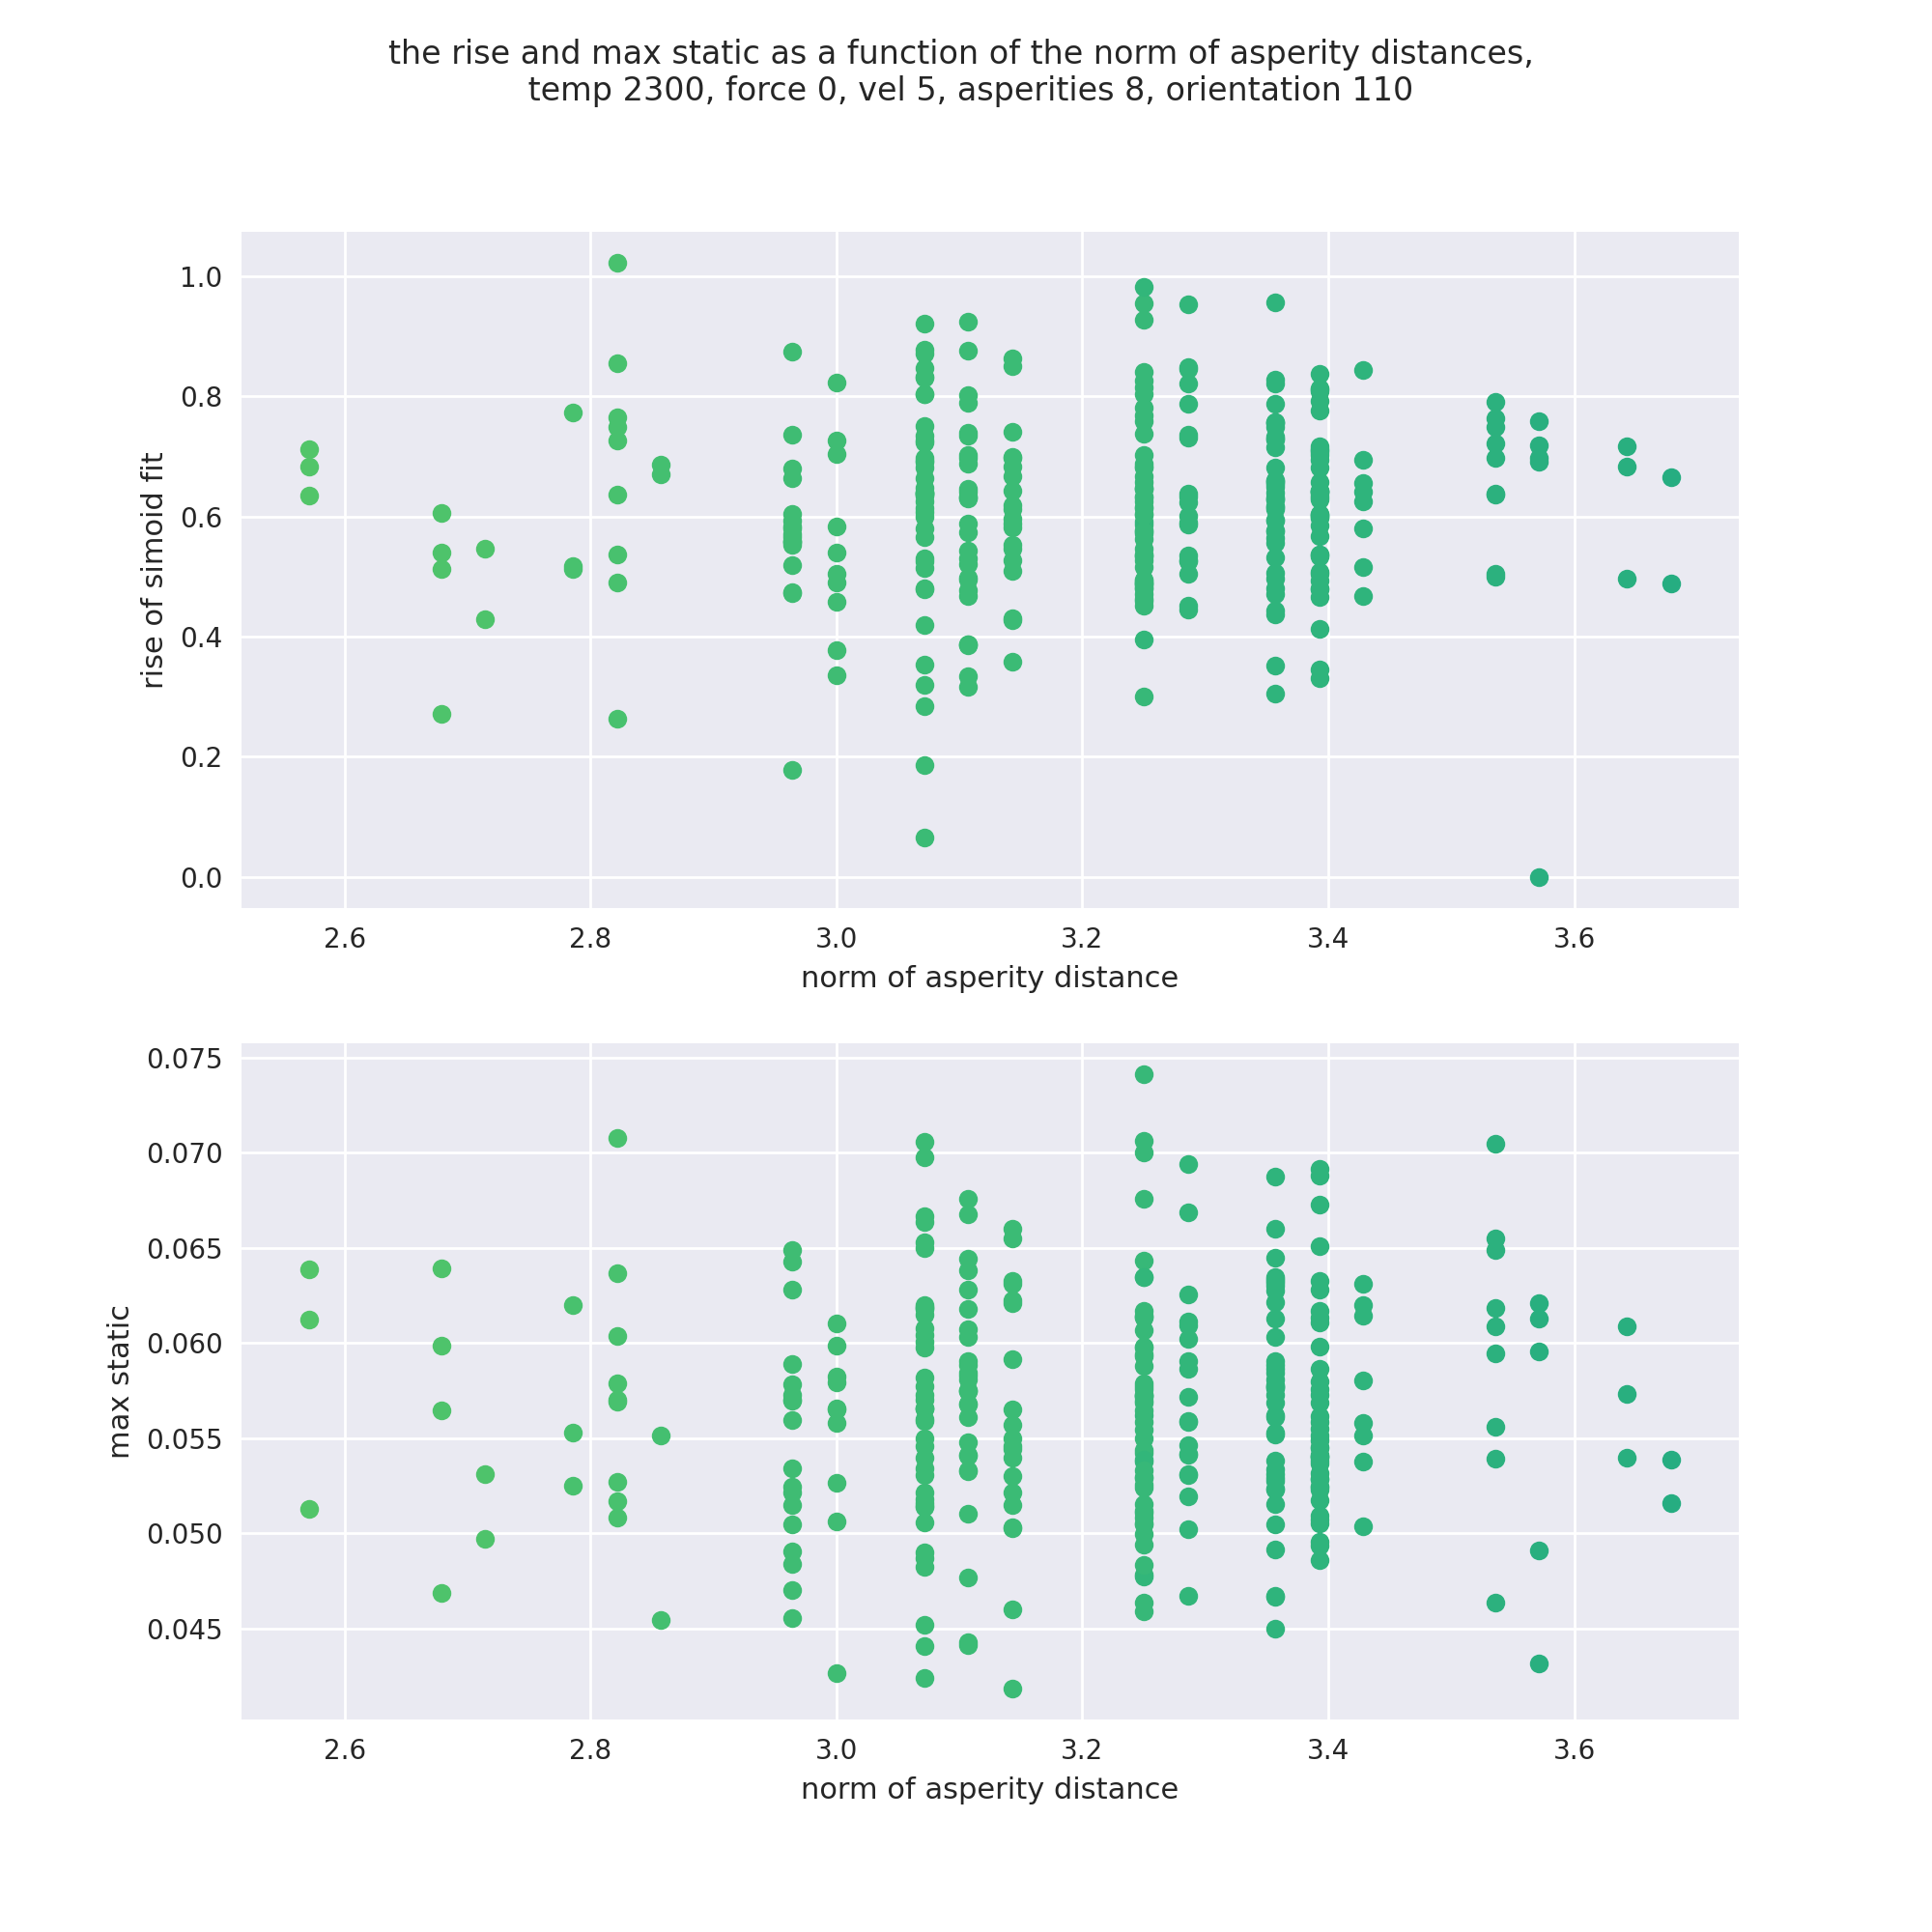 the rise and max static as a function of the norm of asperity distances,
temp 2300, force 0, vel 5, asperities 8, orientation 110
1.0
0.8
0.6
0.4
0.2
0.0
rise of simoid fit
2.6 2.8 3.0 3.2 3.4 3.6
norm of asperity distance
0.075
0.070
0.065
0.060
0.055
0.050
0.045
max static
2.6 2.8 3.0 3.2 3.4 3.6
norm of asperity distance